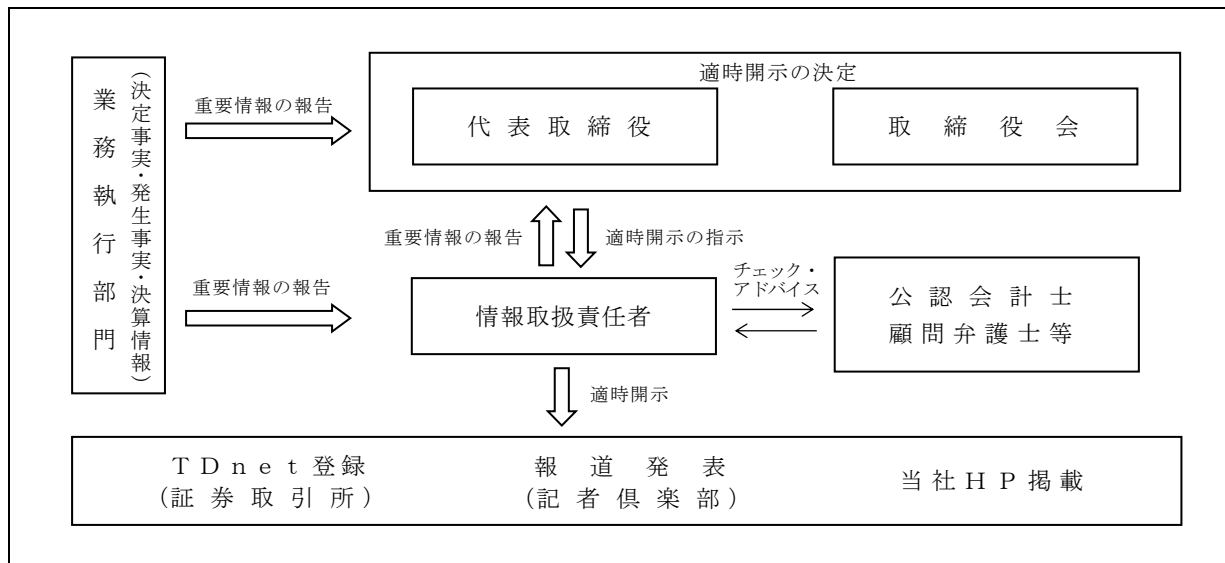 業務執行部門
(決定事実・発生事実・決算情報)
重要情報の報告
適時開示の決定
代表取締役
取締役会
重要情報の報告
適時開示の指示
重要情報の報告
情報取扱責任者
チェック・
アドバイス
公認会計士
顧問弁護士等
適時開示
ＴＤｎｅｔ登録
(証券取引所)
報道発表
(記者倶楽部)
当社ＨＰ掲載